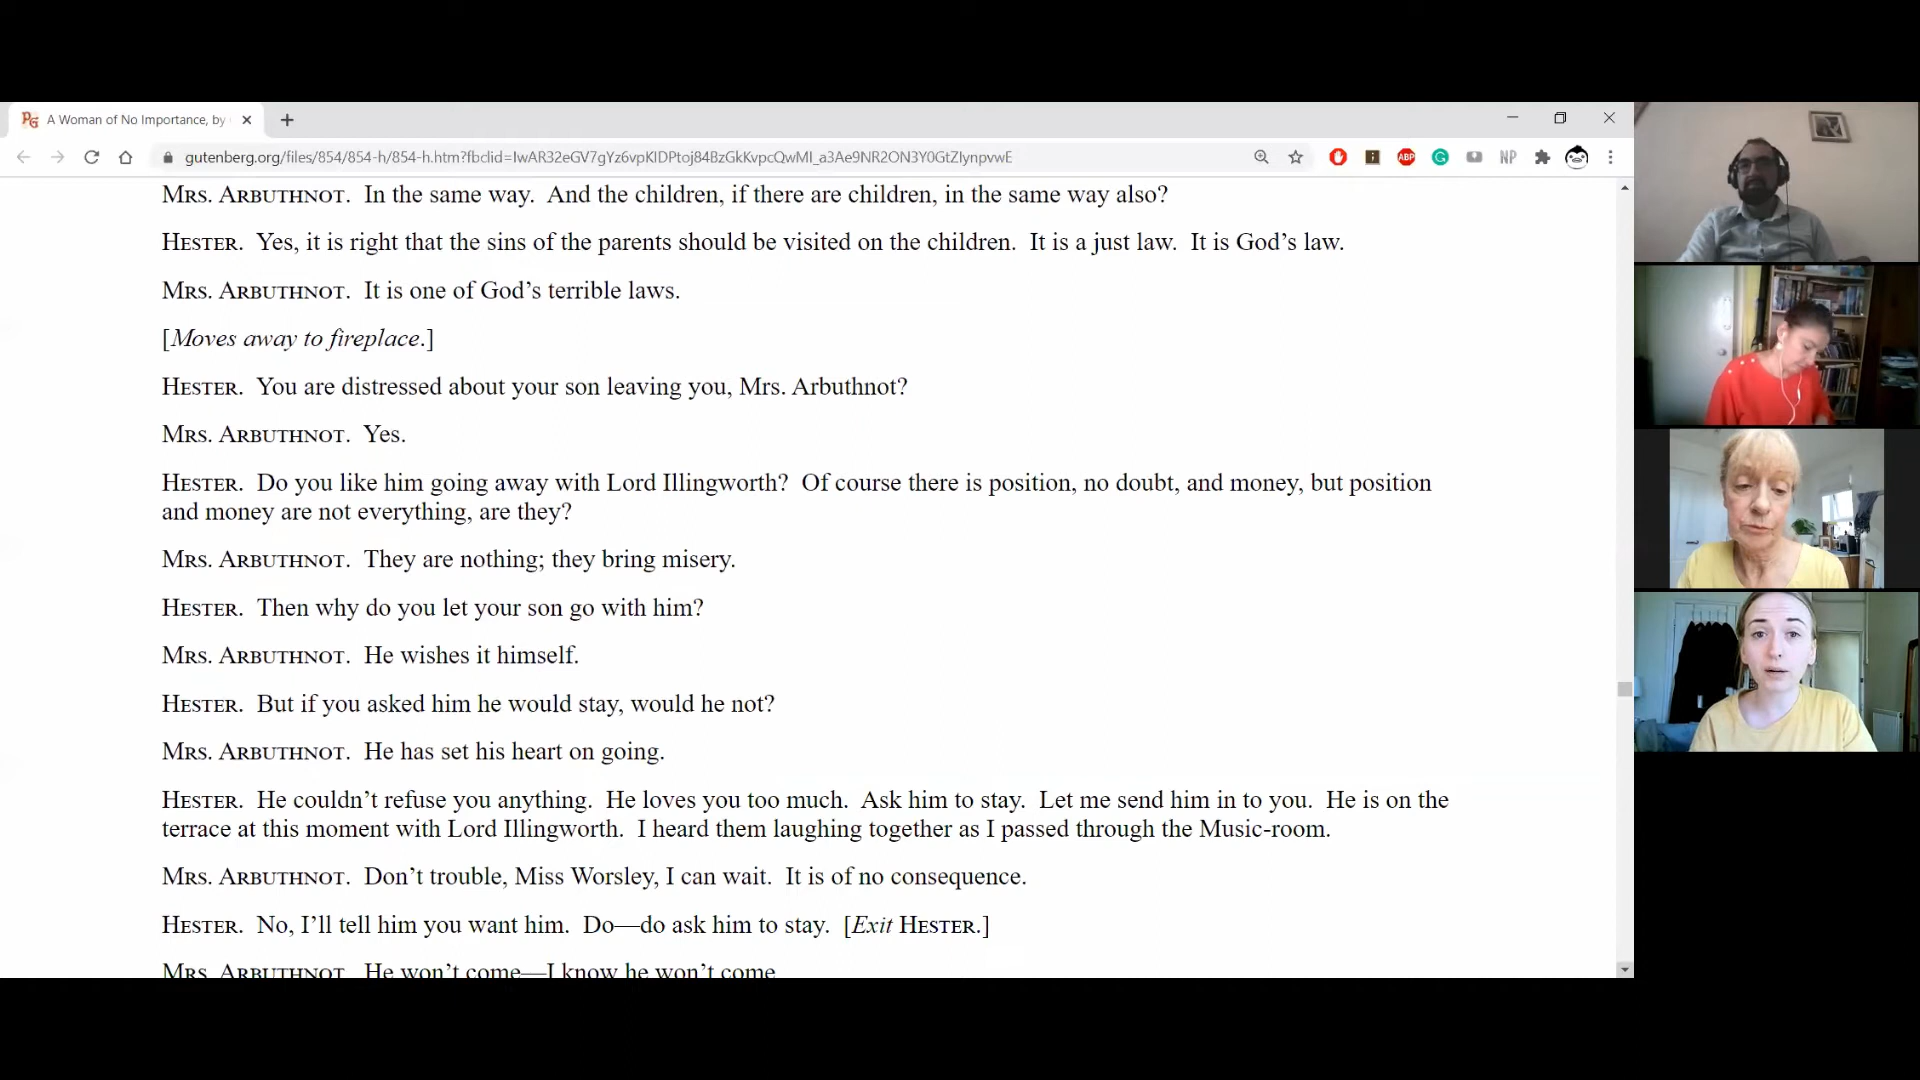 A Woman of No Importance, by
gutenberg.org/files/854/854-h/854-h.htm?fbclid=IwAR32eGV7gYz6vpKIDPtoj84BzGkKvpcQwMI_a3Ae9NR2ON3Y0GtZIynpvwE
ABP
NP
MRS. ARBUTHNOT. In the same way. And the children, if there are children, in the same way also?
HESTER. Yes, it is right that the sins of the parents should be visited on the children. It is a just law. It is God’s law.
MRS. ARBUTHNOT. It is one of God’s terrible laws.
[Moves away to fireplace.]
HESTER. You are distressed about your son leaving you, Mrs. Arbuthnot?
MRS. ARBUTHNOT. Yes.
HESTER. Do you like him going away with Lord Illingworth? Of course there is position, no doubt, and money, but position
and money are not everything, are they?
MRS. ARBUTHNOT. They are nothing; they bring misery.
HESTER. Then why do you let your son go with him?
MRS. ARBUTHNOT. He wishes it himself.
HESTER. But if you asked him he would stay, would he not?
MRS. ARBUTHNOT. He has set his heart on going.
HESTER. He couldn’t refuse you anything. He loves you too much. Ask him to stay. Let me send him in to you. He is on the
terrace at this moment with Lord Illingworth. I heard them laughing together as I passed through the Music-room.
MRS. ARBUTHNOT. Don’t trouble, Miss Worsley, I can wait. It is of no consequence.
HESTER. No, I’ll tell him you want him. Do—do ask him to stay. [Exit HESTER.]
MRS. ARBUTHNOT. He won’t come—I know he won’t come